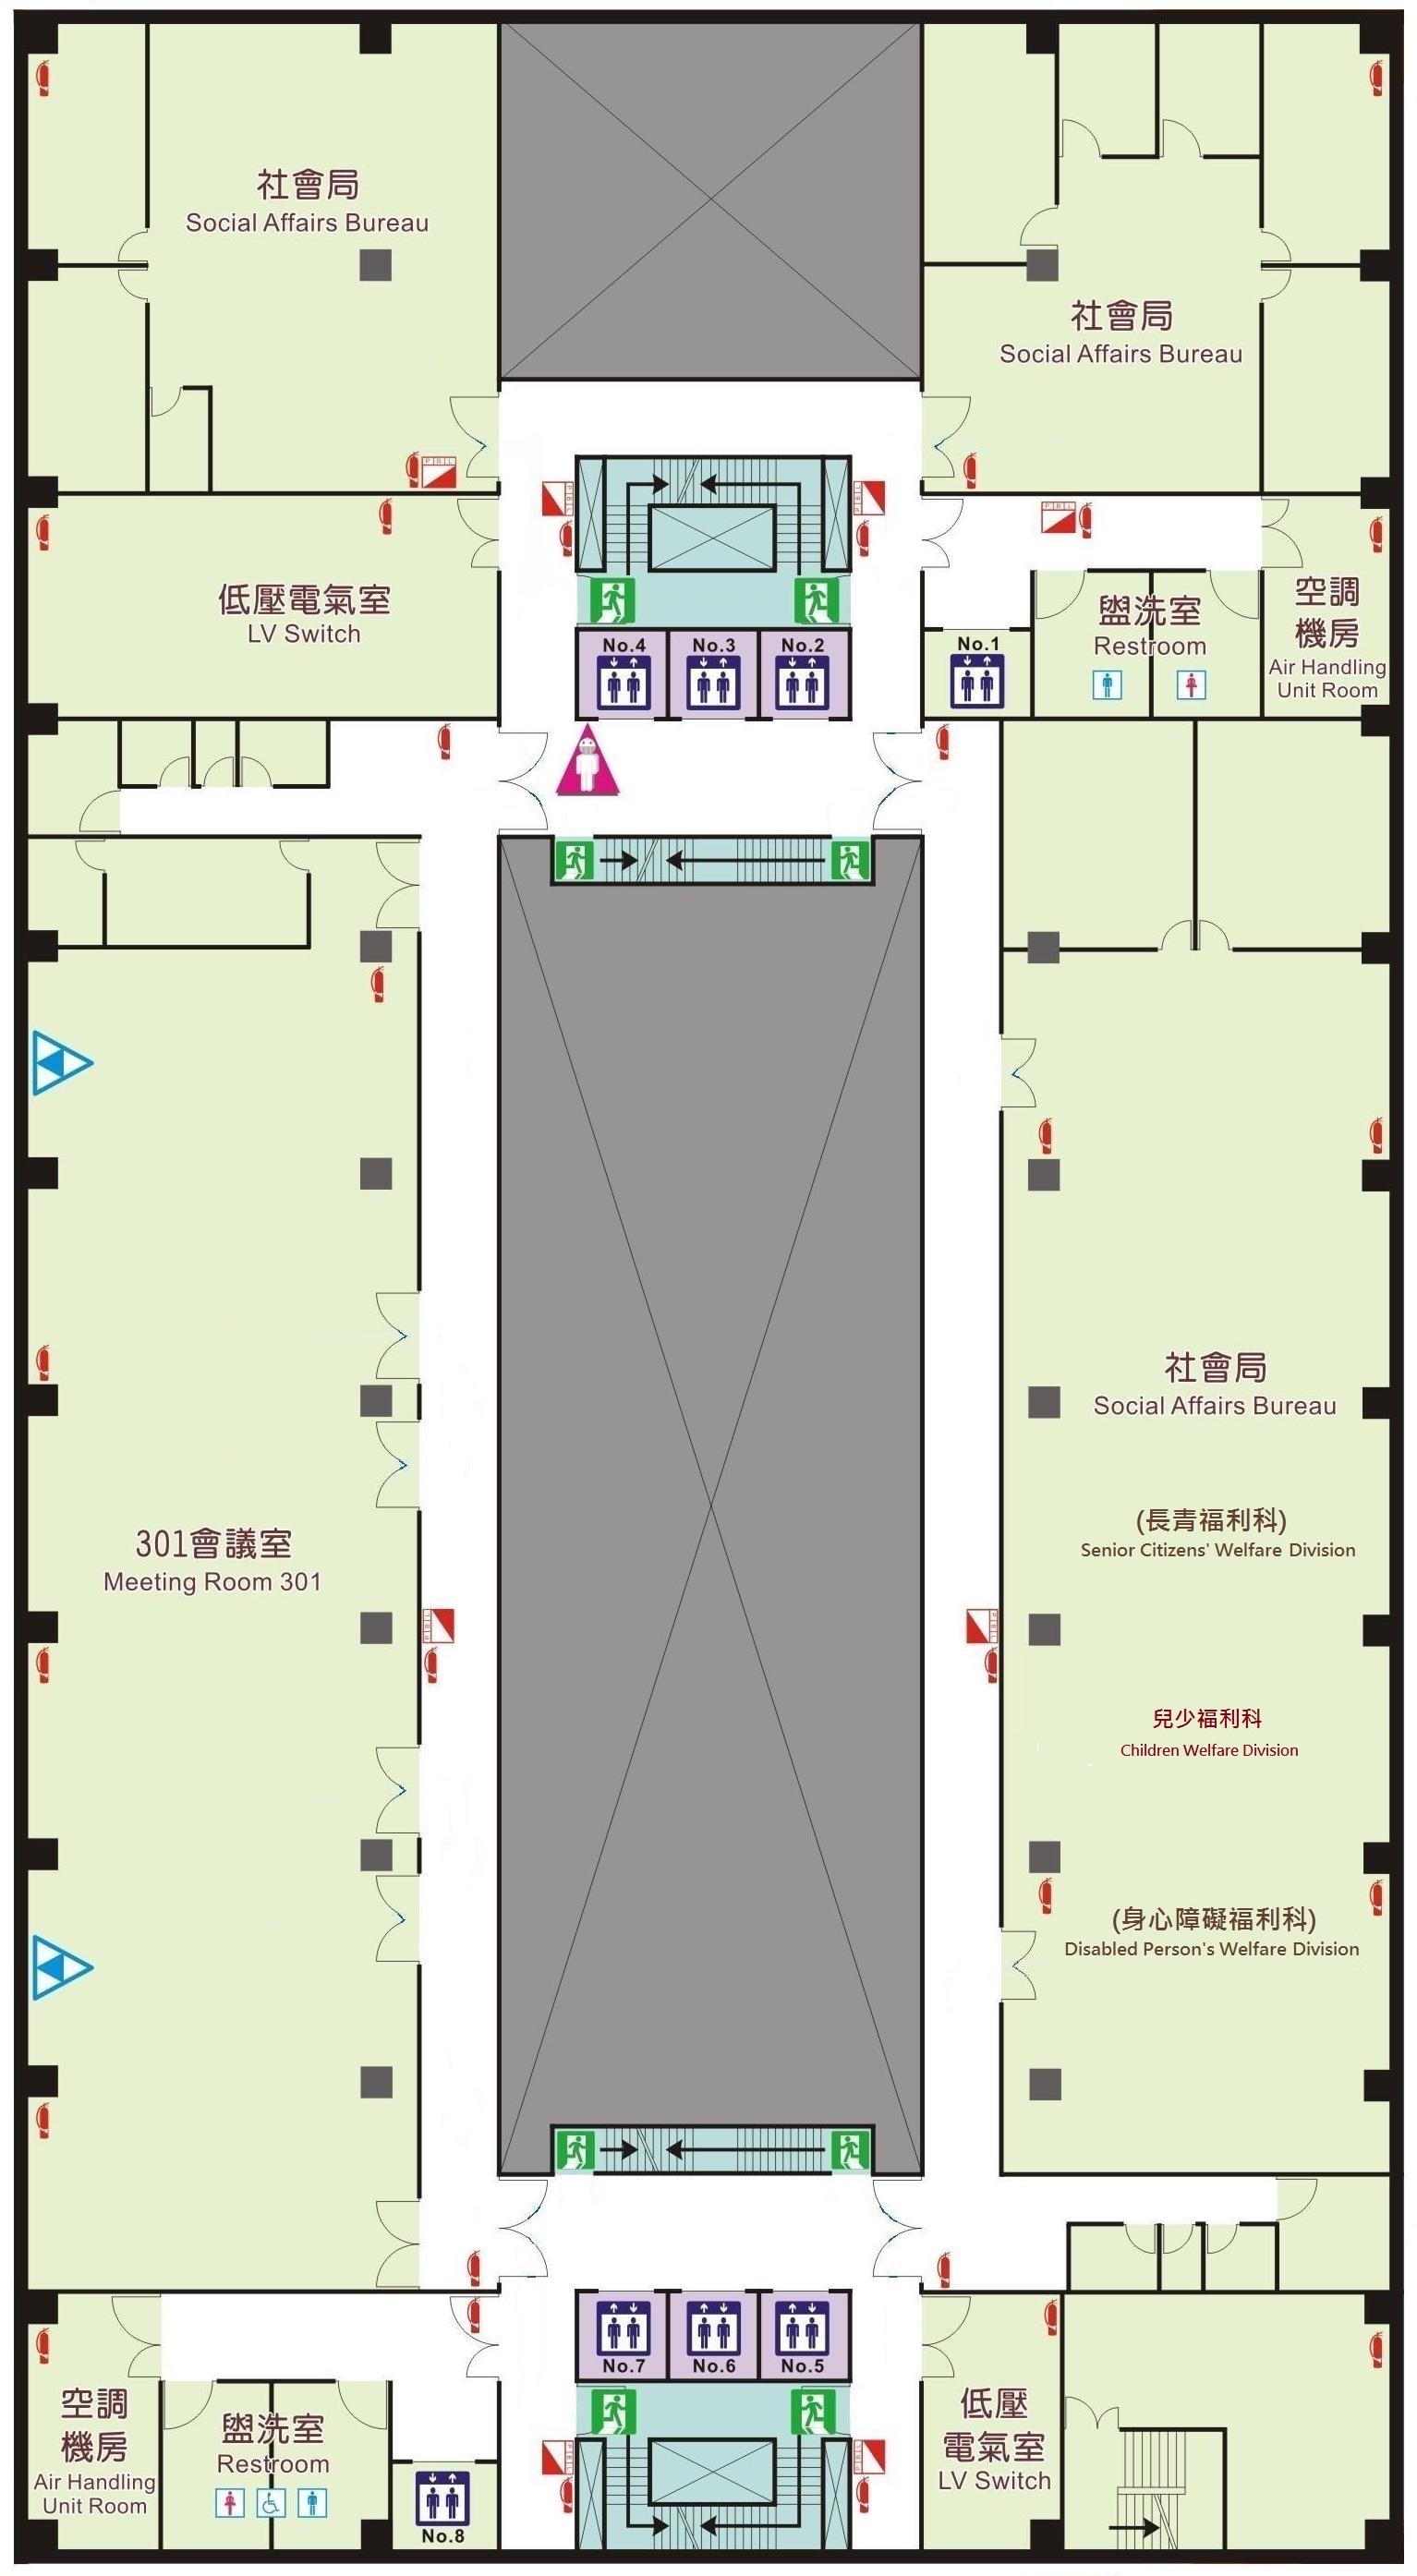 社會局
Social Affairs Bureau
社會局
Social Affairs Bureau
低壓電氣室
LV Switch
No.4
No.3
No.2
No.1
盥洗室
Restroom
空調
機房
Air Handling
Unit Room
社會局
Social Affairs Bureau
(長青福利科)
Senior Citizens' Welfare Division
301會議室
Meeting Room 301
兒少福利科
Children Welfare Division
(身心障礙福利科)
Disabled Person's Welfare Division
No.7
No.6
No.5
空調
機房
Air Handling
Unit Room
盥洗室
Restroom
No.8
低壓
電氣室
LV Switch